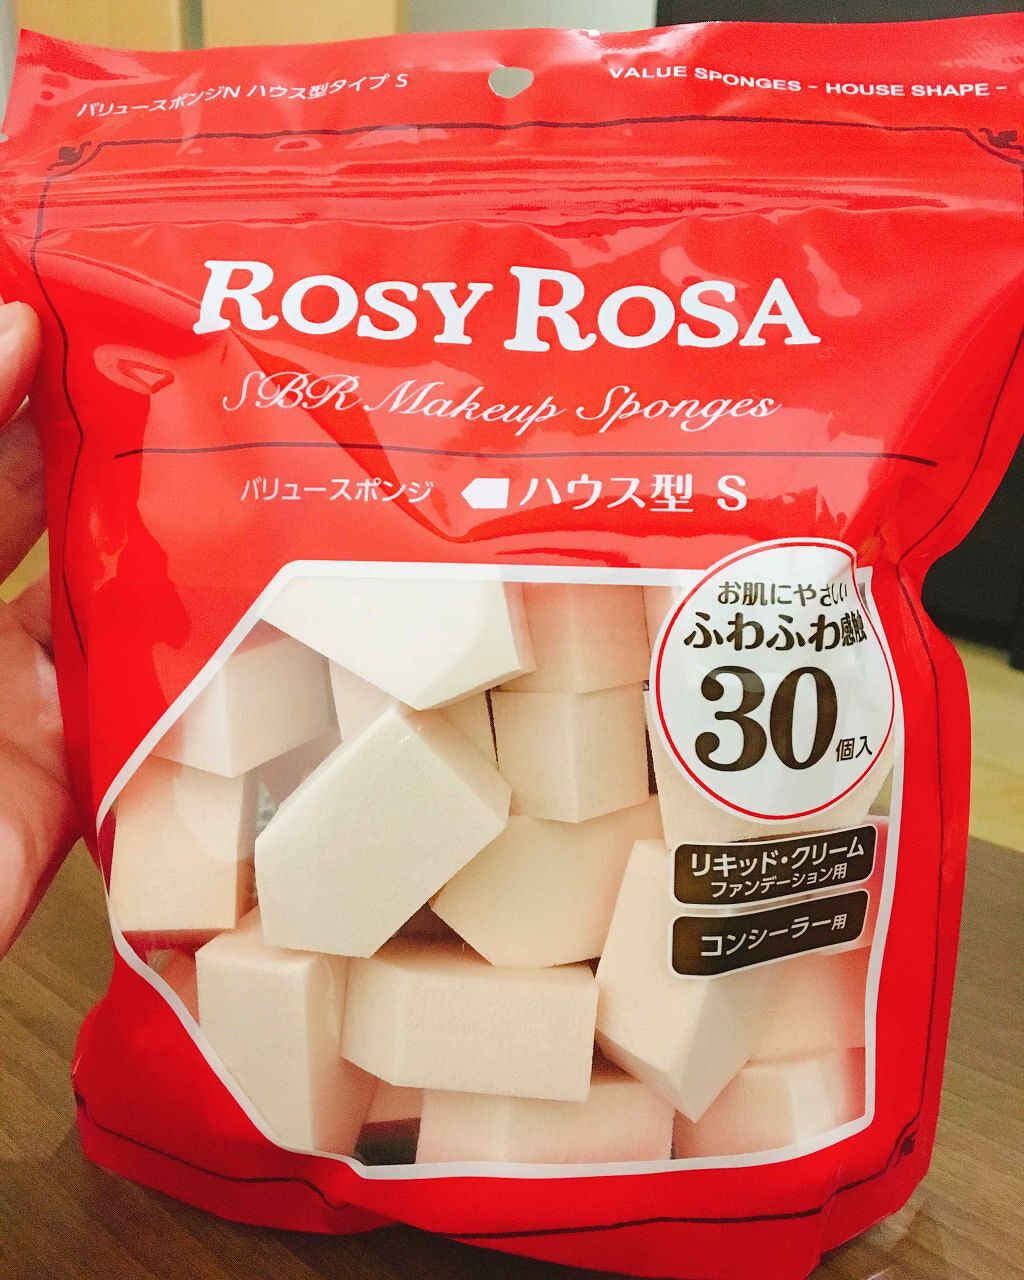 バリュースポンジN ハウス型タイプ S
VALUE SPONGES - HOUSE SHAPE -
ROSY ROSA
SBR Makeup Sponges
バリュースポンジ ハウス型 S
お肌にやさしい
ふわふわ感触
30個入
リキッド・クリーム
ファンデーション用
コンシーラー用